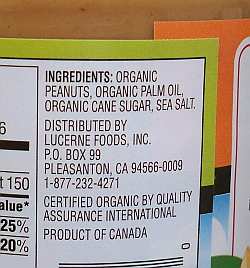 INGREDIENTS: ORGANIC
PEANUTS, ORGANIC PALM OIL,
ORGANIC CANE SUGAR, SEA SALT.
DISTRIBUTED BY
LUCERNE FOODS, INC.
P.O. BOX 99
PLEASANTON, CA 94566-0009
1-877-232-4271
CERTIFIED ORGANIC BY QUALITY
ASSURANCE INTERNATIONAL
PRODUCT OF CANADA
6
t 150
alue*
25%
20%